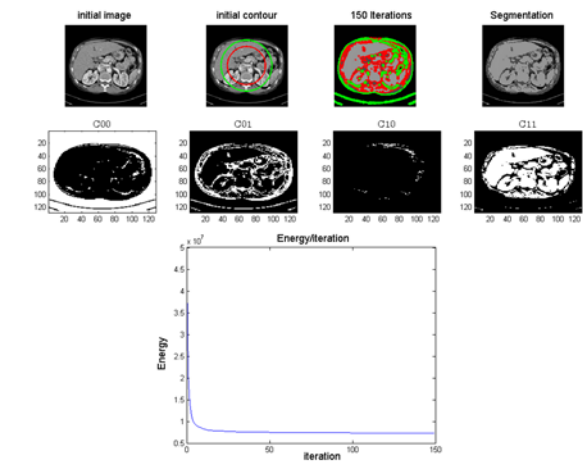 initial image
initial contour
150 Iterations
Segmentation
C00
C01
C10
C11
20
40
60
80
100
120
20 40 60 80 100 120
20
40
60
80
100
120
20 40 60 80 100 120
20
40
60
80
100
120
20 40 60 80 100 120
20
40
60
80
100
120
20 40 60 80 100 120
Energy/Iteration
x 10^7
5
4.5
4
3.5
3
2.5
2
1.5
1
0.5
0 50 100 150
Energy
iteration